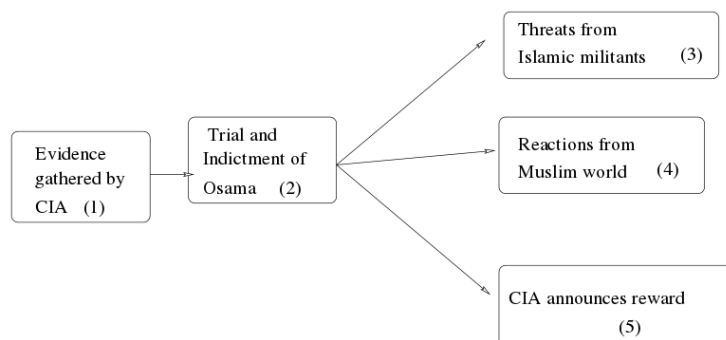 Evidence
gathered by
CIA (1)
Trial and
Indictment of
Osama (2)
Threats from
Islamic militants (3)
Reactions from
Muslim world (4)
CIA announces reward
(5)